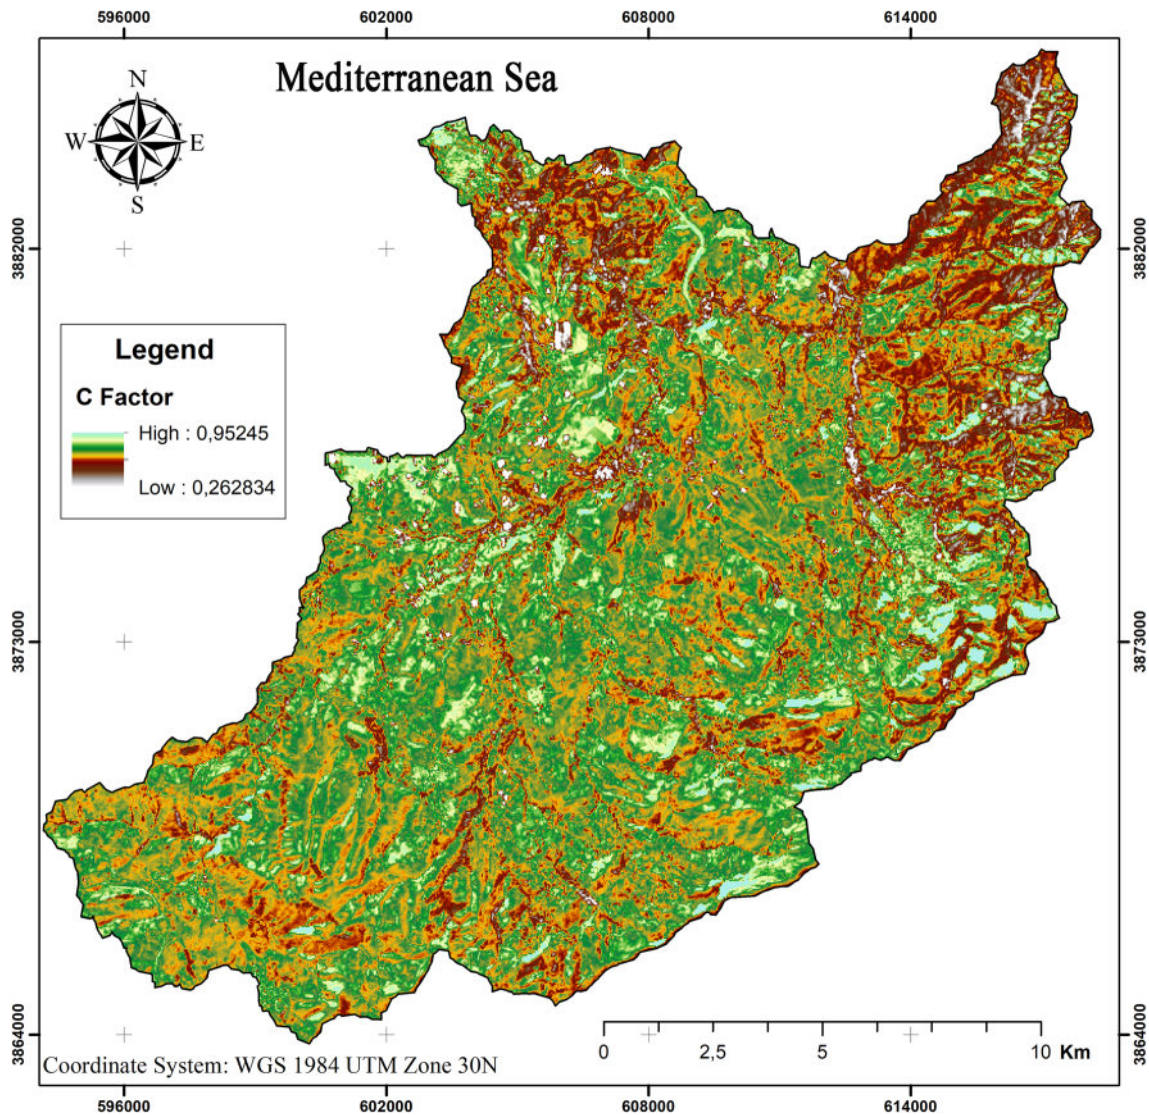 596000 602000 608000 614000
Mediterranean Sea
N
W E
S
3882000 3882000
Legend
C Factor
High : 0,95245
Low : 0,262834
3873000 3873000
3864000 3864000
0 2,5 5 10 Km
Coordinate System: WGS 1984 UTM Zone 30N
596000 602000 608000 614000